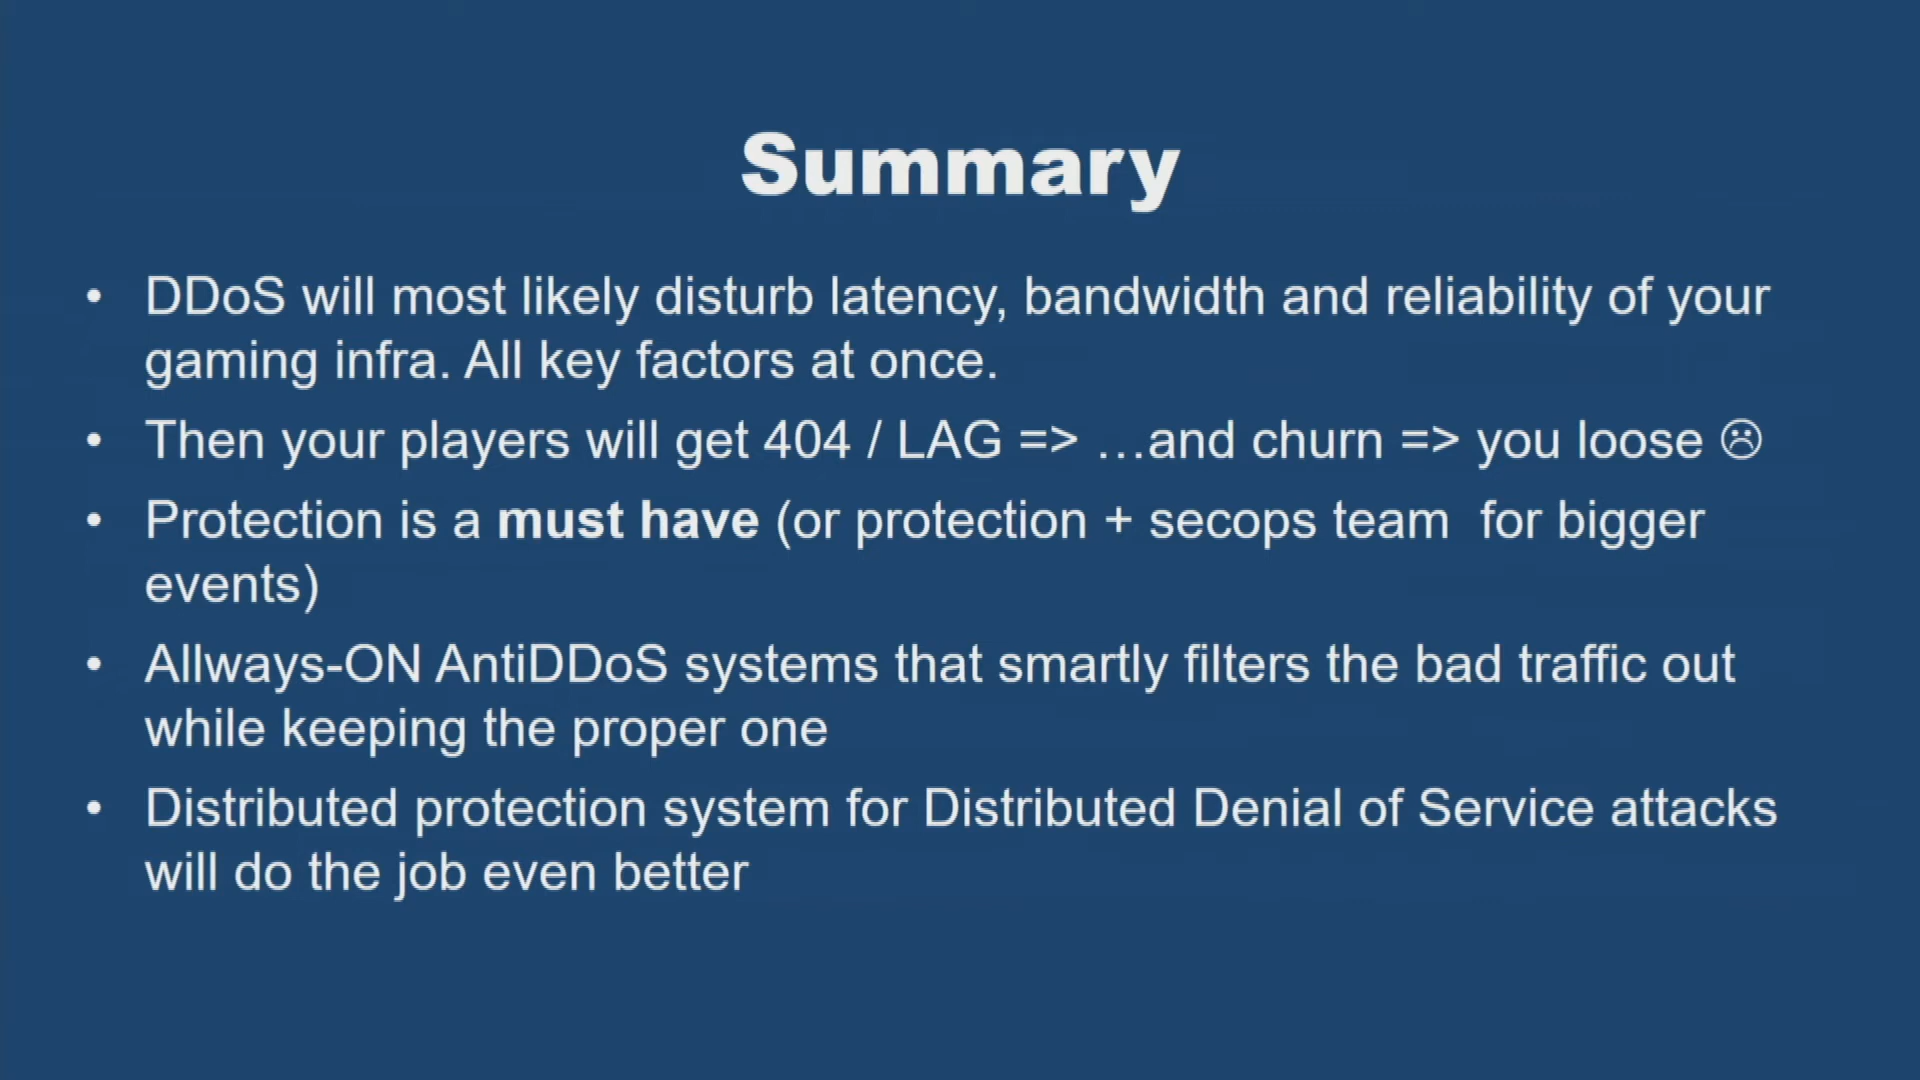 Summary
• DDoS will most likely disturb latency, bandwidth and reliability of your
gaming infra. All key factors at once.
• Then your players will get 404 / LAG => …and churn => you loose ☹
• Protection is a must have (or protection + secops team  for bigger
events)
• Allways-ON AntiDDoS systems that smartly filters the bad traffic out
while keeping the proper one
• Distributed protection system for Distributed Denial of Service attacks
will do the job even better